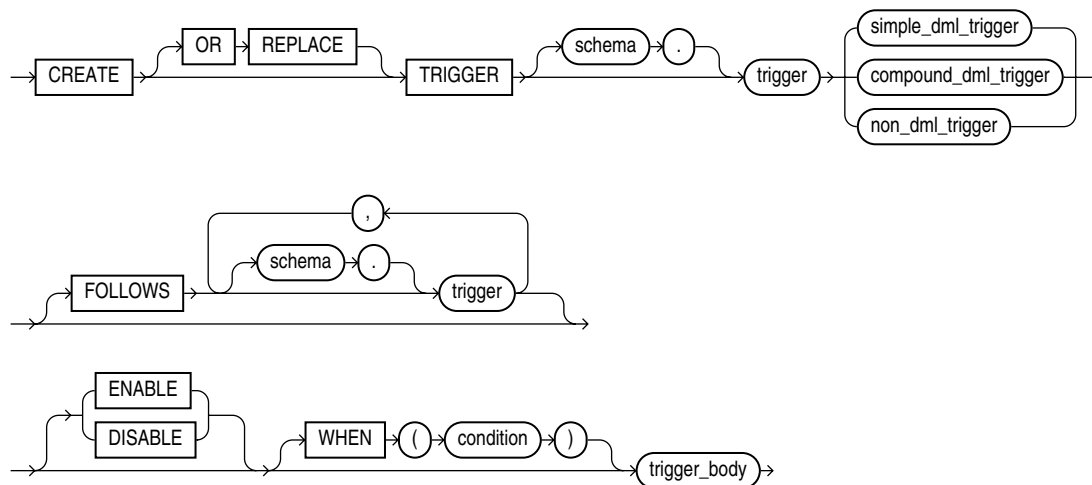 OR REPLACE schema . simple_dml_trigger
CREATE TRIGGER trigger compound_dml_trigger
non_dml_trigger
,
schema .
FOLLOWS trigger
ENABLE
DISABLE WHEN ( condition )
trigger_body